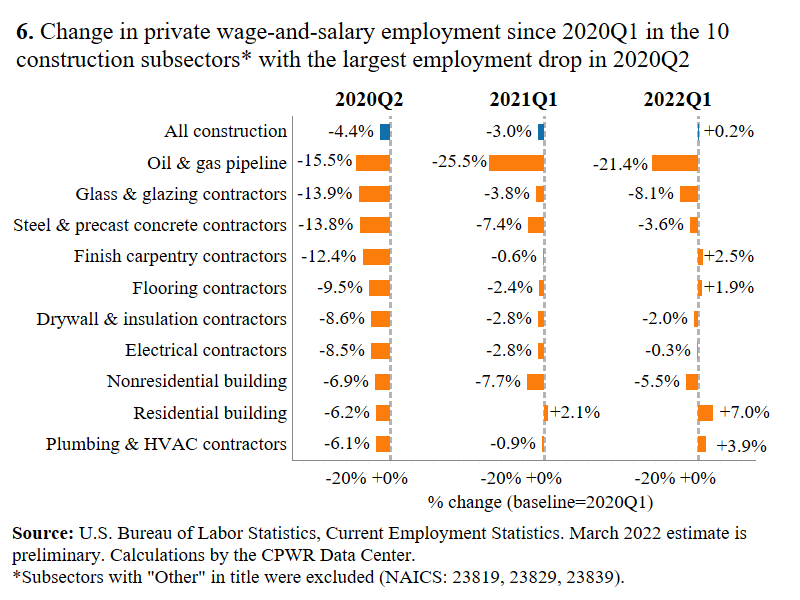 6. Change in private wage-and-salary employment since 2020Q1 in the 10
construction subsectors* with the largest employment drop in 2020Q2
2020Q2 2021Q1 2022Q1
All construction -4.4% -3.0% +0.2%
Oil & gas pipeline -15.5% -25.5% -21.4%
Glass & glazing contractors -13.9% -3.8% -8.1%
Steel & precast concrete contractors -13.8% -7.4% -3.6%
Finish carpentry contractors -12.4% -0.6% +2.5%
Flooring contractors -9.5% -2.4% +1.9%
Drywall & insulation contractors -8.6% -2.8% -2.0%
Electrical contractors -8.5% -2.8% -0.3%
Nonresidential building -6.9% -7.7% -5.5%
Residential building -6.2% +2.1% +7.0%
Plumbing & HVAC contractors -6.1% -0.9% +3.9%
-20% +0% -20% +0% -20% +0%
% change (baseline=2020Q1)
Source: U.S. Bureau of Labor Statistics, Current Employment Statistics. March 2022 estimate is
preliminary. Calculations by the CPWR Data Center.
*Subsectors with "Other" in title were excluded (NAICS: 23819, 23829, 23839).